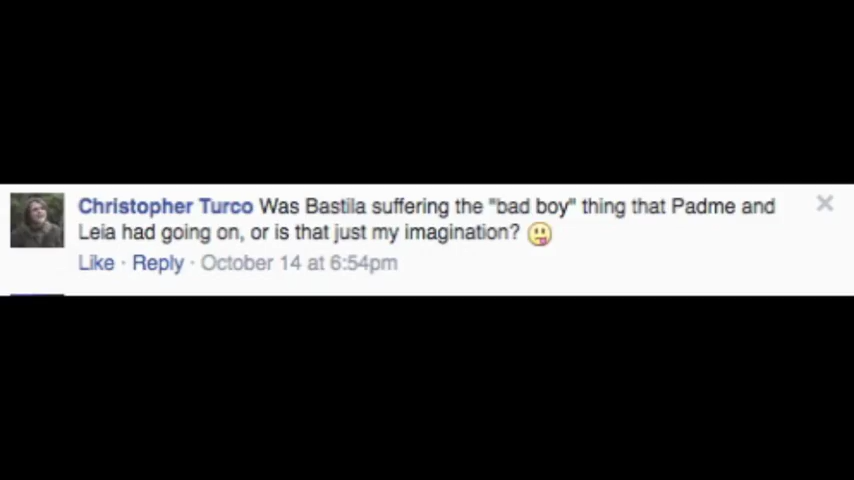 Christopher Turco Was Bastila suffering the "bad boy" thing that Padme and
Leia had going on, or is that just my imagination? 😛
Like · Reply · October 14 at 6:54pm